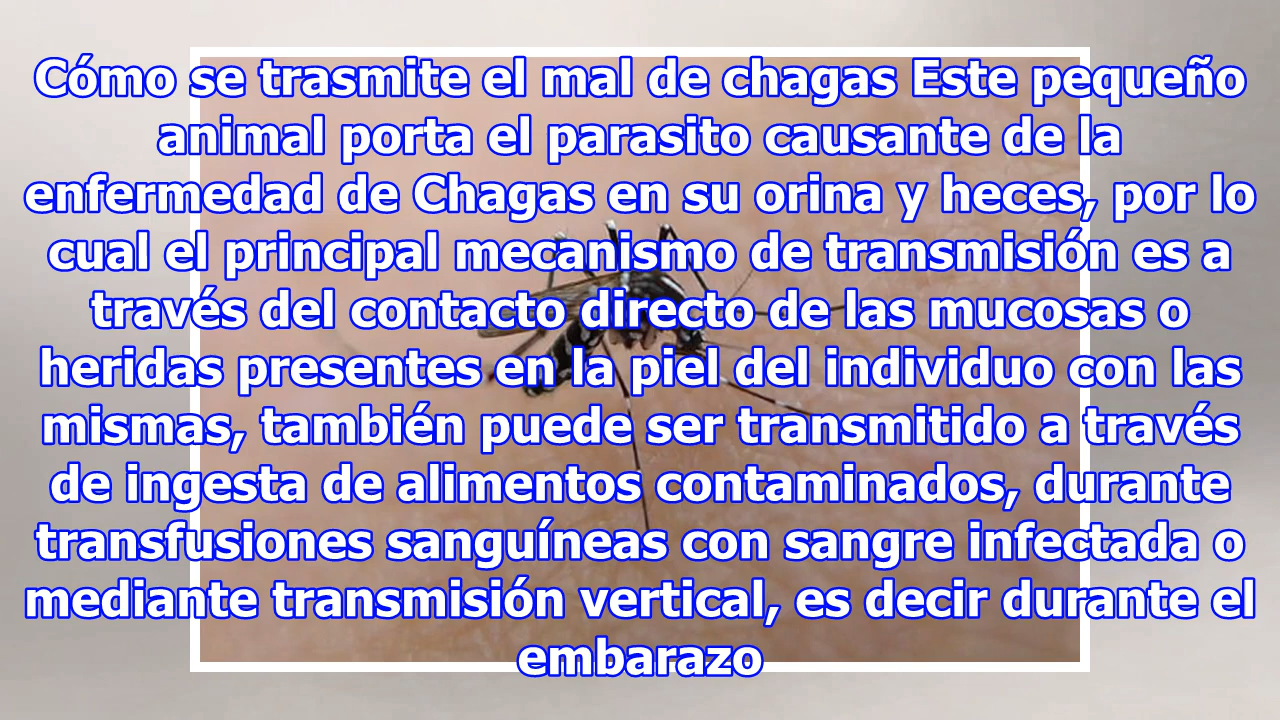 Cómo se trasmite el mal de chagas Este pequeño
animal porta el parasito causante de la
enfermedad de Chagas en su orina y heces, por lo
cual el principal mecanismo de transmisión es a
través del contacto directo de las mucosas o
heridas presentes en la piel del individuo con las
mismas, también puede ser transmitido a través
de ingesta de alimentos contaminados, durante
transfusiones sanguíneas con sangre infectada o
mediante transmisión vertical, es decir durante el
embarazo